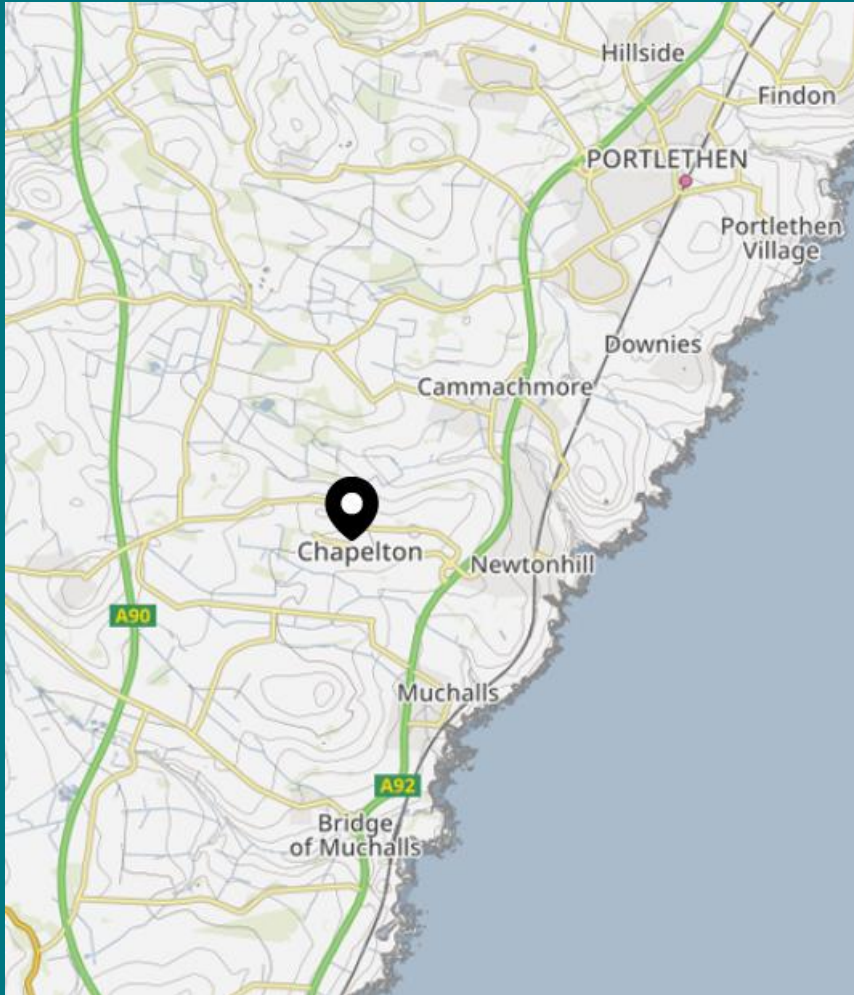 Hillside
Findon
PORTLETHEN
Portlethen
Village
Downies
Cammachmore
Chapelton
Newtonhill
A90
Muchalls
A92
Bridge
of Muchalls